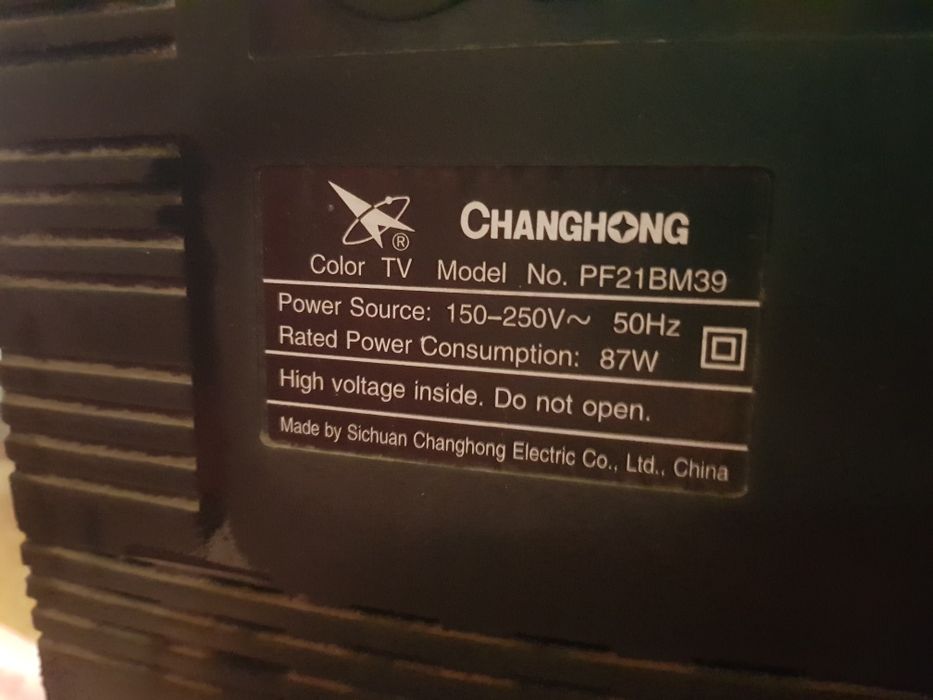 ® CHANGHONG
Color TV Model No. PF21BM39
Power Source: 150–250V～ 50Hz
Rated Power Consumption: 87W
High voltage inside. Do not open.
Made by Sichuan Changhong Electric Co., Ltd., China